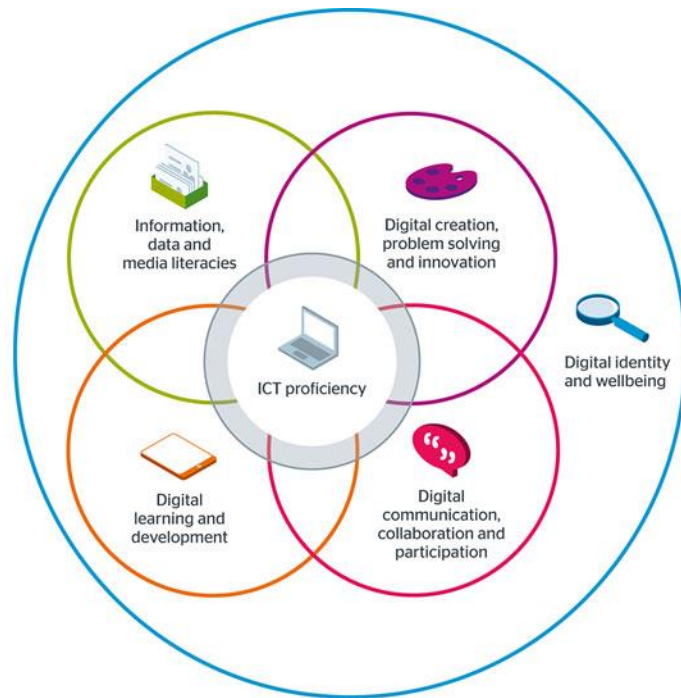 Information,
data and
media literacies
Digital creation,
problem solving
and innovation
ICT proficiency
Digital identity
and wellbeing
Digital
learning and
development
Digital
communication,
collaboration and
participation